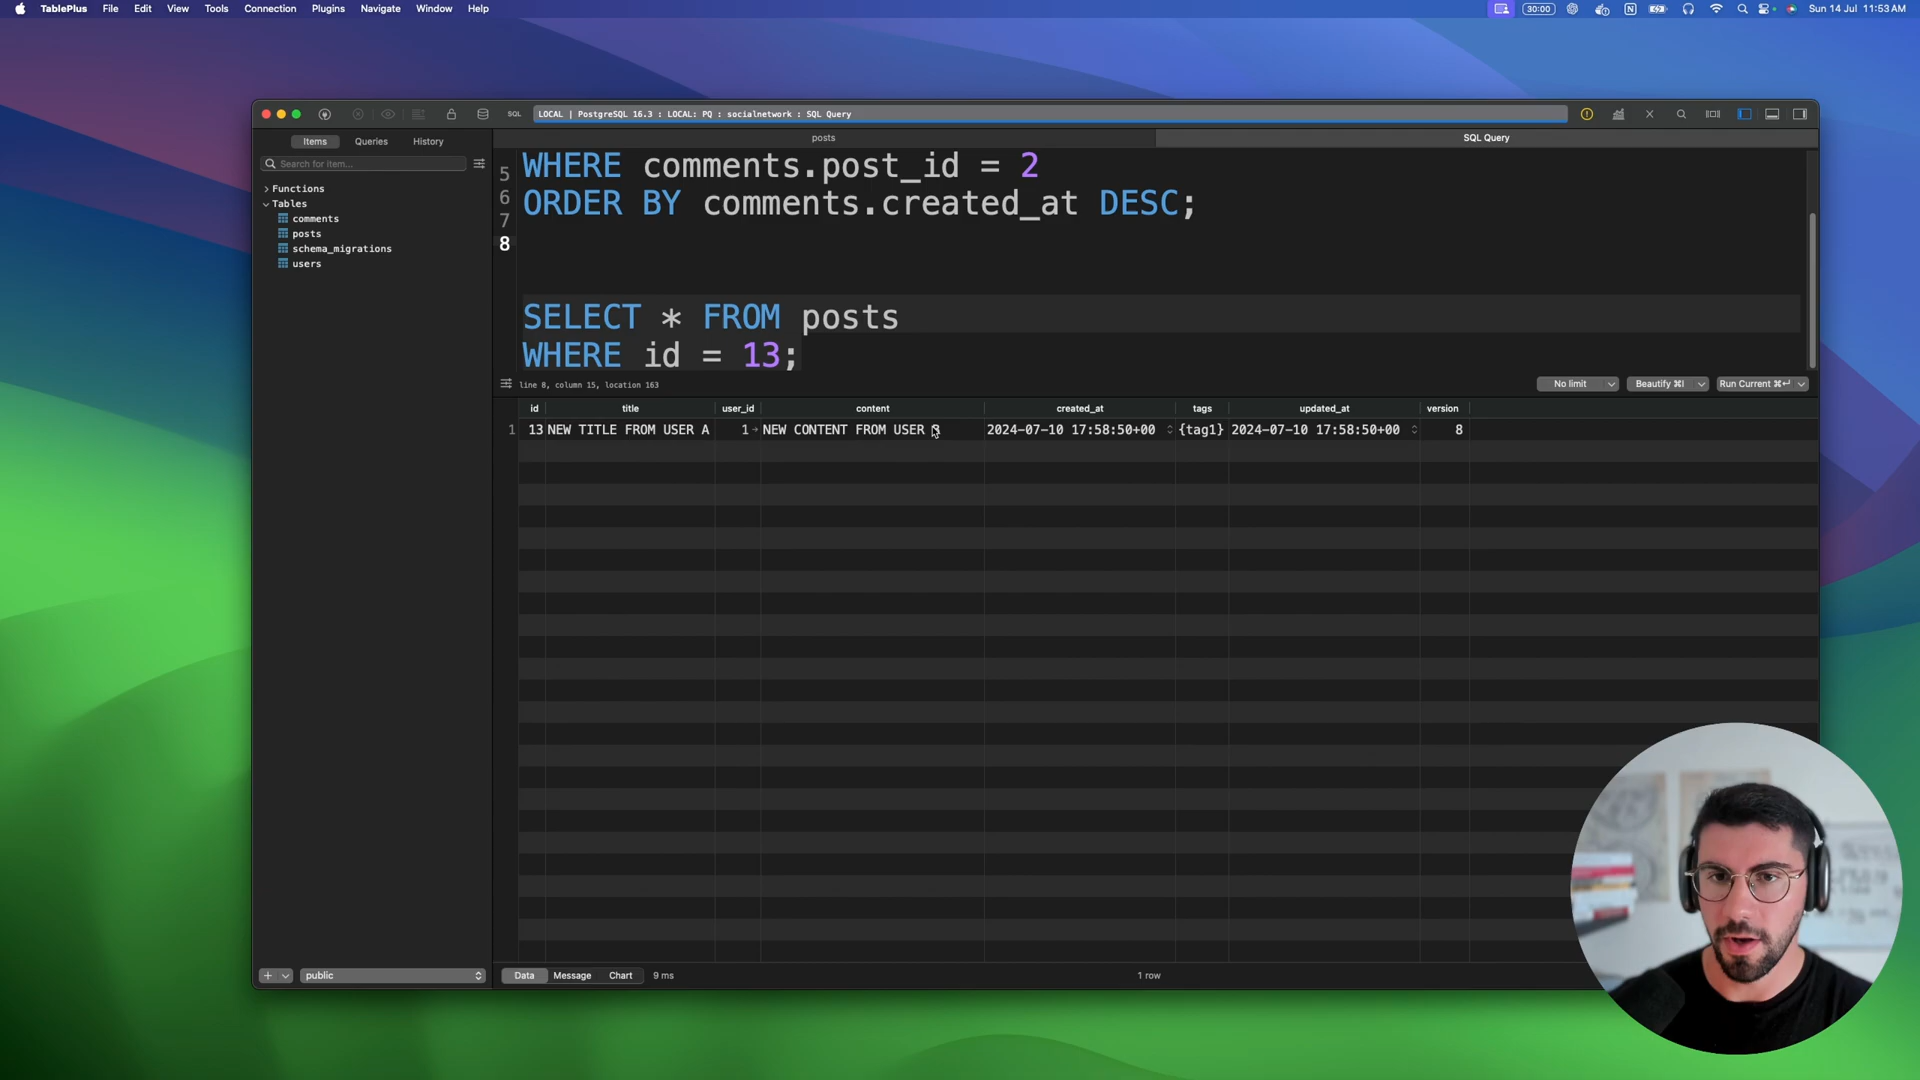 TablePlus File Edit View Tools Connection Plugins Navigate Window Help 30:00 Sun 14 Jul 11:53 AM
SQL LOCAL | PostgreSQL 16.3 : LOCAL: PQ : socialnetwork : SQL Query
Items Queries History
posts SQL Query
Search for item...
Functions
Tables
comments
posts
schema_migrations
users
5 WHERE comments.post_id = 2
6 ORDER BY comments.created_at DESC;
7
8
SELECT * FROM posts
WHERE id = 13;
line 8, column 15, location 163 No limit Beautify ⌘I Run Current ⌘↵
id title user_id content created_at tags updated_at version
1 13 NEW TITLE FROM USER A 1 NEW CONTENT FROM USER 2024-07-10 17:58:50+00 {tag1} 2024-07-10 17:58:50+00 8
public
Data Message Chart 9 ms 1 row